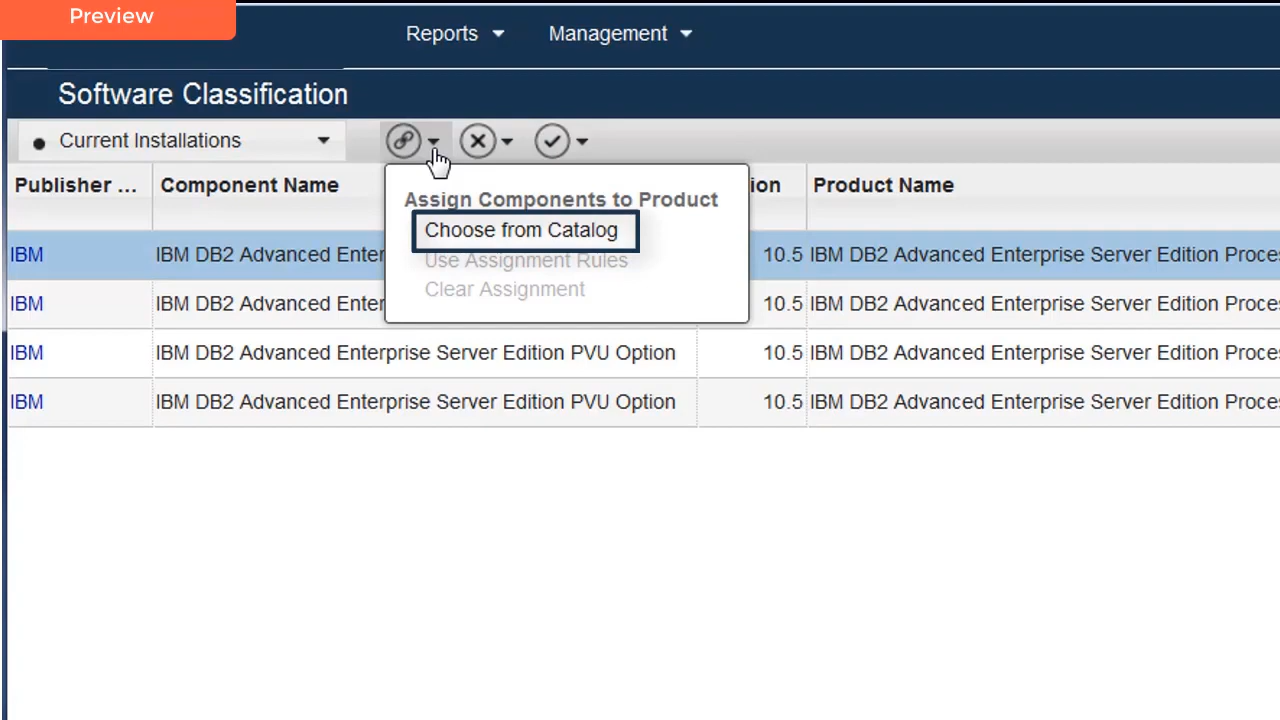 Preview
Reports Management
Software Classification
Current Installations
Publisher ... Component Name ion Product Name
Assign Components to Product
Choose from Catalog
Use Assignment Rules
Clear Assignment
IBM IBM DB2 Advanced Enter 10.5 IBM DB2 Advanced Enterprise Server Edition Proce
IBM IBM DB2 Advanced Enter 10.5 IBM DB2 Advanced Enterprise Server Edition Proce
IBM IBM DB2 Advanced Enterprise Server Edition PVU Option 10.5 IBM DB2 Advanced Enterprise Server Edition Proce
IBM IBM DB2 Advanced Enterprise Server Edition PVU Option 10.5 IBM DB2 Advanced Enterprise Server Edition Proce